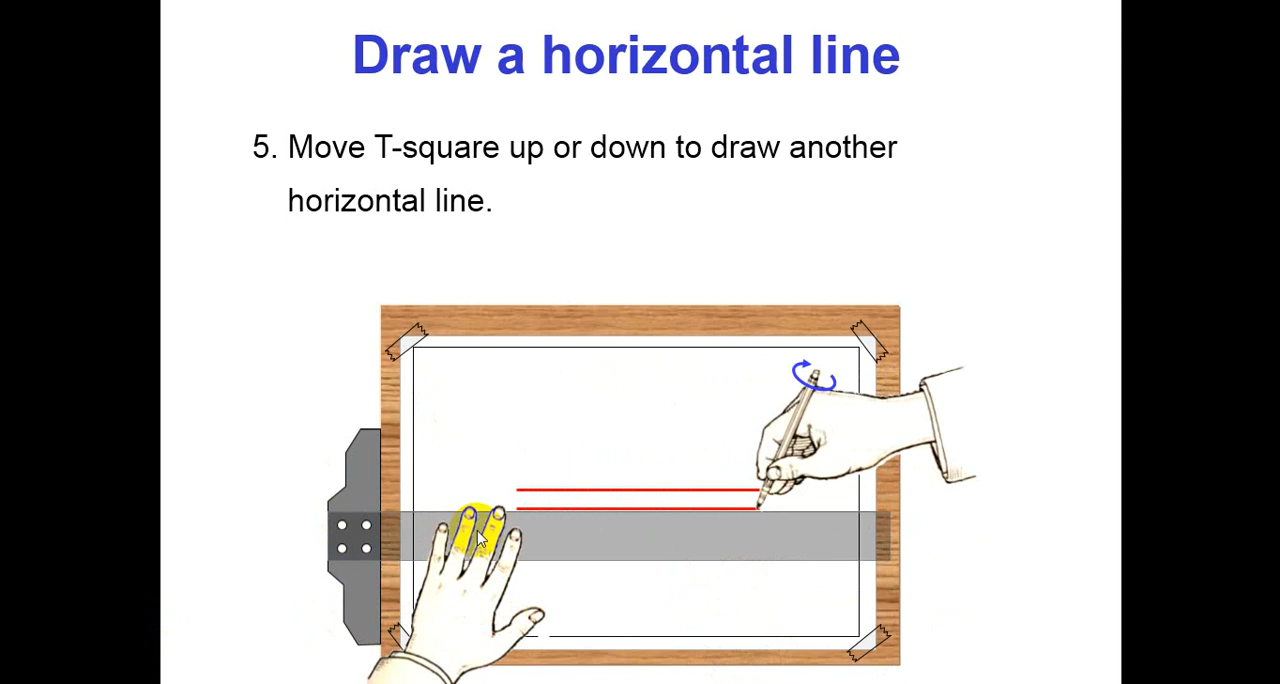 Draw a horizontal line
5. Move T-square up or down to draw another
horizontal line.